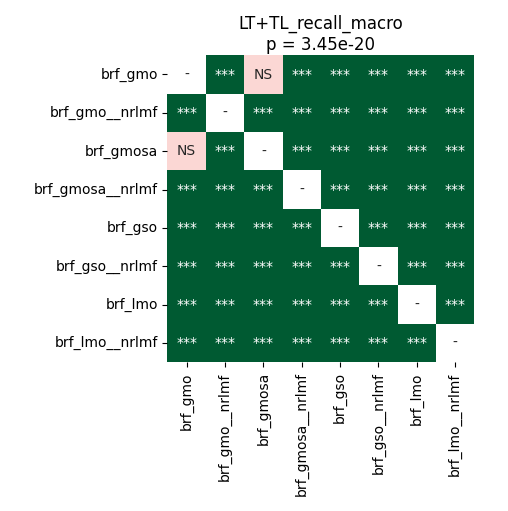 LT+TL_recall_macro
p = 3.45e-20
brf_gmo - *** NS *** *** *** *** ***
brf_gmo__nrlmf *** - *** *** *** *** *** ***
brf_gmosa NS *** - *** *** *** *** ***
brf_gmosa__nrlmf *** *** *** - *** *** *** ***
brf_gso *** *** *** *** - *** *** ***
brf_gso__nrlmf *** *** *** *** *** - *** ***
brf_lmo *** *** *** *** *** *** - ***
brf_lmo__nrlmf *** *** *** *** *** *** *** -
brf_gmo
brf_gmo__nrlmf
brf_gmosa
brf_gmosa__nrlmf
brf_gso
brf_gso__nrlmf
brf_lmo
brf_lmo__nrlmf